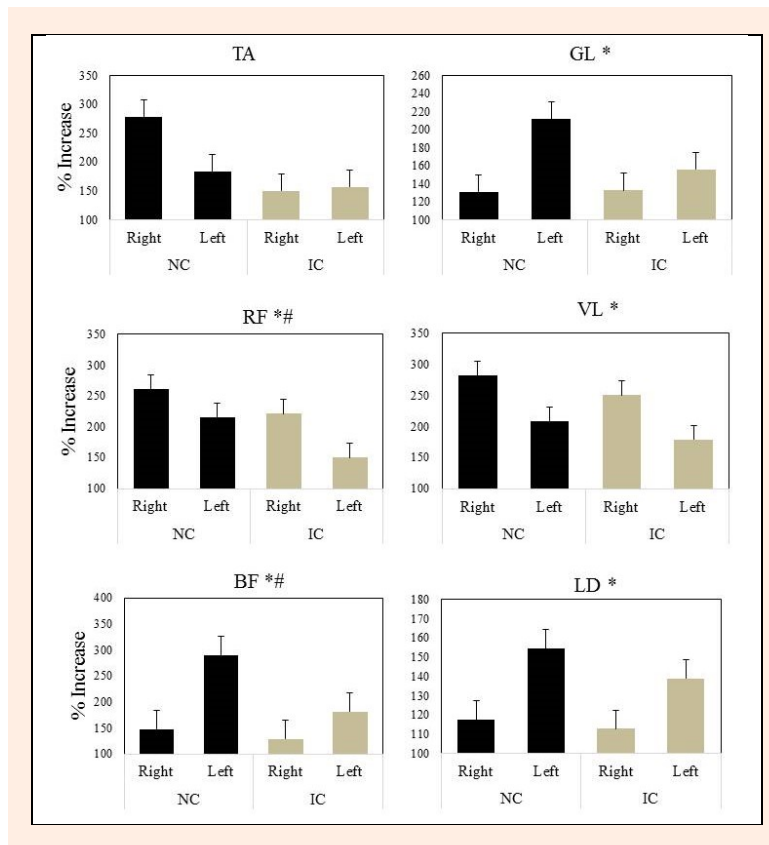 TA
350
300
250
200
150
100
% Increase
Right Left Right Left
NC IC
GL *
260
240
220
200
180
160
140
120
100
Right Left Right Left
NC IC
RF *#
350
300
250
200
150
100
% Increase
Right Left Right Left
NC IC
VL *
350
300
250
200
150
100
Right Left Right Left
NC IC
BF *#
400
350
300
250
200
150
100
% Increase
Right Left Right Left
NC IC
LD *
180
170
160
150
140
130
120
110
100
Right Left Right Left
NC IC